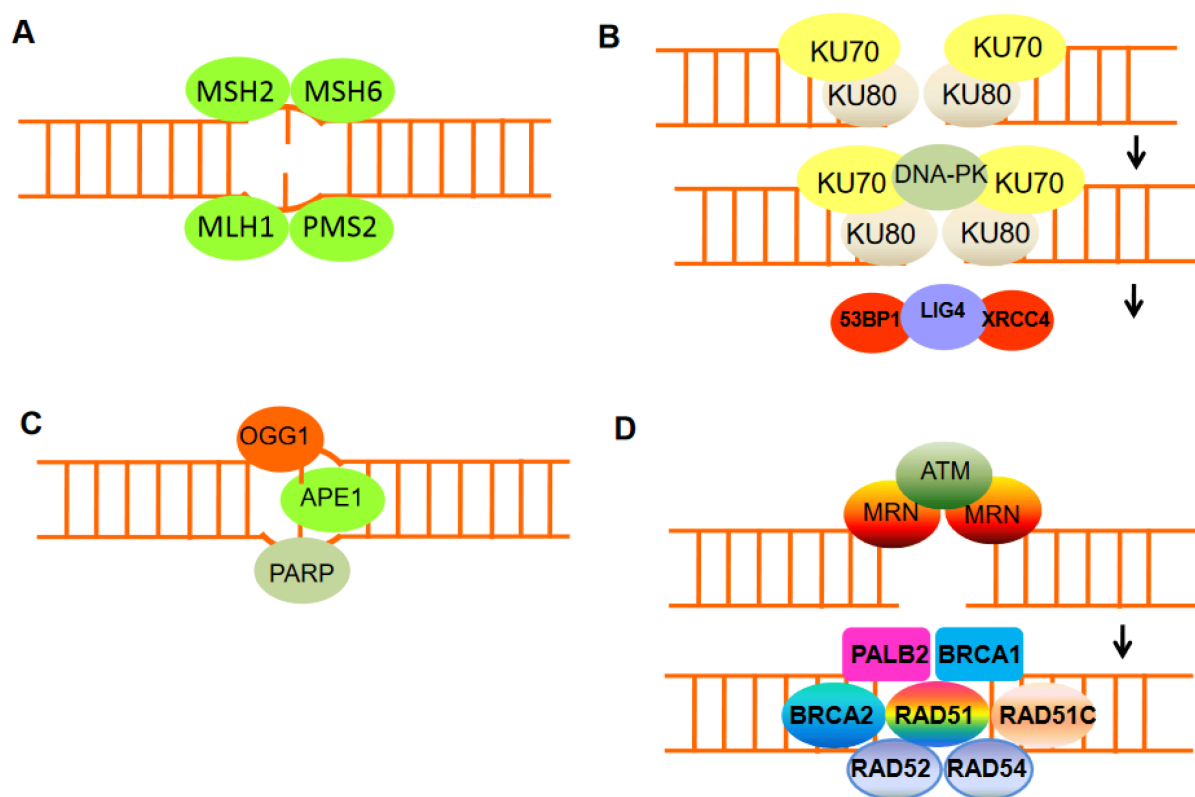 A
MSH2 MSH6
MLH1 PMS2
B
KU70 KU70
KU80 KU80
KU70 DNA-PK KU70
KU80 KU80
53BP1 LIG4 XRCC4
C
OGG1
APE1
PARP
D
ATM
MRN MRN
PALB2 BRCA1
BRCA2 RAD51 RAD51C
RAD52 RAD54